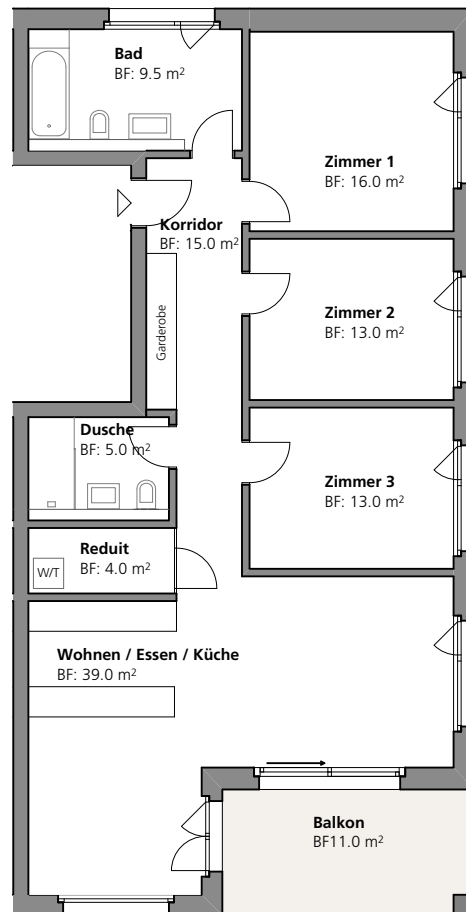 Bad
BF: 9.5 m²
Zimmer 1
BF: 16.0 m²
Korridor
BF: 15.0 m²
Garderobe
Zimmer 2
BF: 13.0 m²
Dusche
BF: 5.0 m²
Zimmer 3
BF: 13.0 m²
Reduit
BF: 4.0 m²
W/T
Wohnen / Essen / Küche
BF: 39.0 m²
Balkon
BF11.0 m²